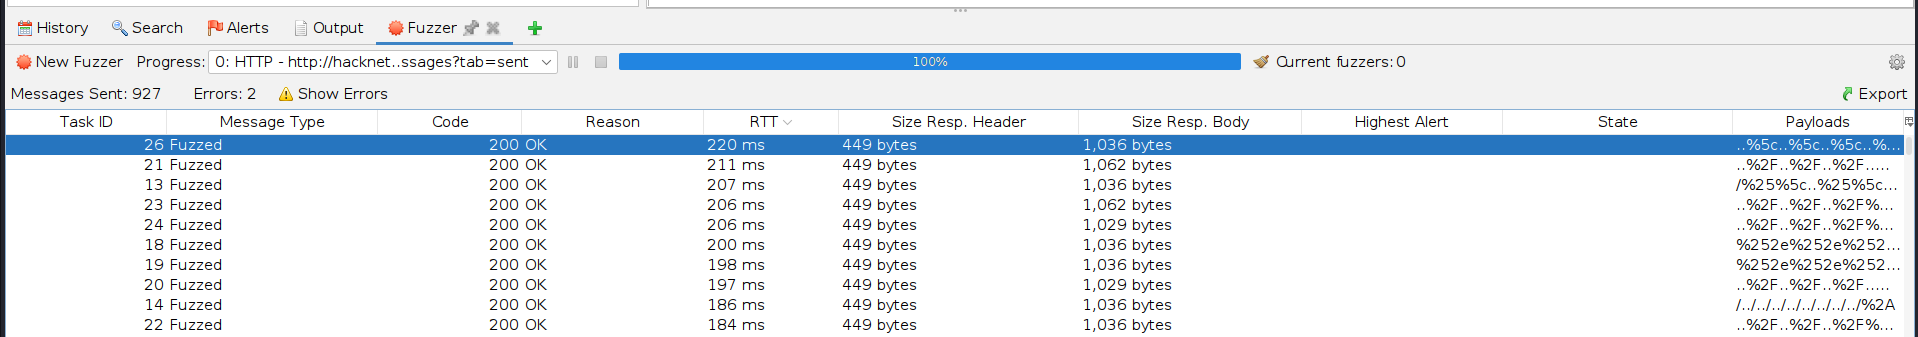 History Search Alerts Output Fuzzer
New Fuzzer Progress: 0: HTTP - http://hacknet..ssages?tab=sent 100% Current fuzzers: 0
Messages Sent: 927 Errors: 2 Show Errors Export
Task ID Message Type Code Reason RTT Size Resp. Header Size Resp. Body Highest Alert State Payloads
26 Fuzzed 200 OK 220 ms 449 bytes 1,036 bytes ..%5c..%5c..%5c..%...
21 Fuzzed 200 OK 211 ms 449 bytes 1,062 bytes ..%2F..%2F..%2F.....
13 Fuzzed 200 OK 207 ms 449 bytes 1,036 bytes /%25%5c..%25%5c...
23 Fuzzed 200 OK 206 ms 449 bytes 1,062 bytes ..%2F..%2F..%2F%...
24 Fuzzed 200 OK 206 ms 449 bytes 1,029 bytes ..%2F..%2F..%2F%...
18 Fuzzed 200 OK 200 ms 449 bytes 1,036 bytes %252e%252e%252...
19 Fuzzed 200 OK 198 ms 449 bytes 1,036 bytes %252e%252e%252...
20 Fuzzed 200 OK 197 ms 449 bytes 1,029 bytes ..%2F..%2F..%2F.....
14 Fuzzed 200 OK 186 ms 449 bytes 1,036 bytes /../../../../../../../../%2A
22 Fuzzed 200 OK 184 ms 449 bytes 1,036 bytes ..%2F..%2F..%2F%...